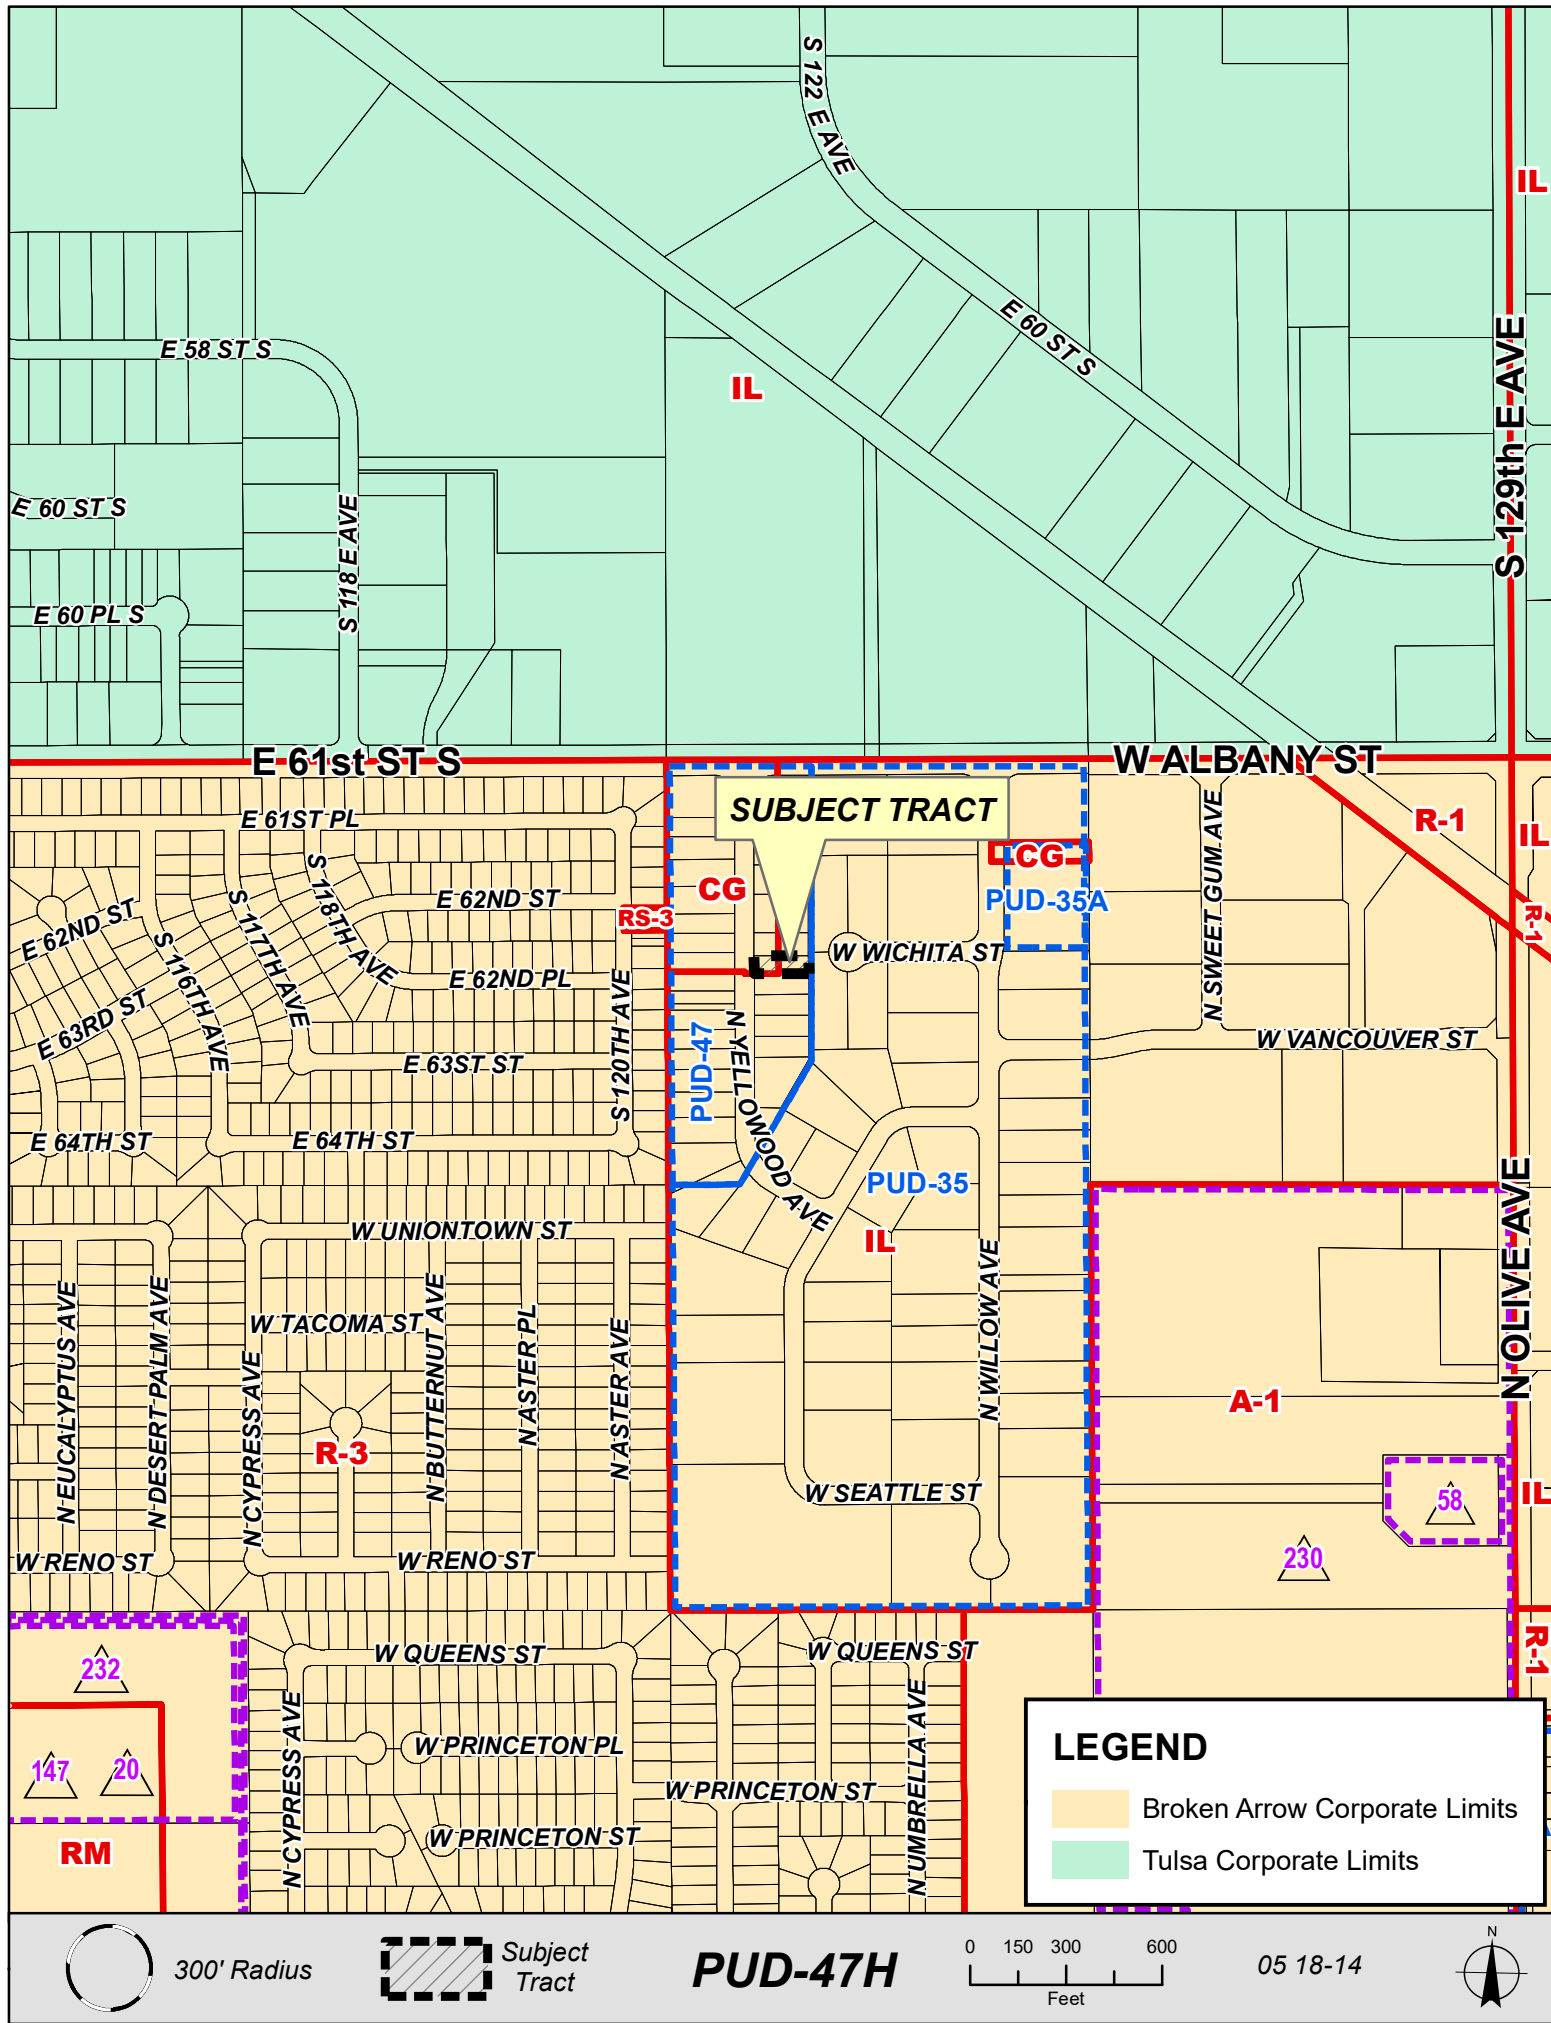 S 122 E AVE
IL
E 60 ST S
E 58 ST S
IL
S 129th E AVE
E 60 ST S
S 118 E AVE
E 60 PL S
E 61st ST S
W ALBANY ST
SUBJECT TRACT
E 61ST PL
R-1
IL
N SWEET GUM AVE
CG
S 118TH AVE
CG
PUD-35A
E 62ND ST
RS-3
S 117TH AVE
E 62ND ST
R-1
S 116TH AVE
W WICHITA ST
E 62ND PL
S 120TH AVE
E 63RD ST
N YELLOWOOD AVE
PUD-47
W VANCOUVER ST
E 63ST ST
E 64TH ST
E 64TH ST
PUD-35
N OLIVE AVE
W UNIONTOWN ST
IL
N EUCALYPTUS AVE
N DESERT PALM AVE
N CYPRESS AVE
W TACOMA ST
N BUTTERNUT AVE
N ASTER PL
N ASTER AVE
N WILLOW AVE
A-1
R-3
W SEATTLE ST
58
IL
W RENO ST
W RENO ST
230
232
W QUEENS ST
W QUEENS ST
R-1
N CYPRESS AVE
N UMBRELLA AVE
W PRINCETON PL
147
20
W PRINCETON ST
W PRINCETON ST
RM
LEGEND
Broken Arrow Corporate Limits
Tulsa Corporate Limits
300' Radius
Subject
Tract
PUD-47H
0 150 300 600
Feet
05 18-14
N